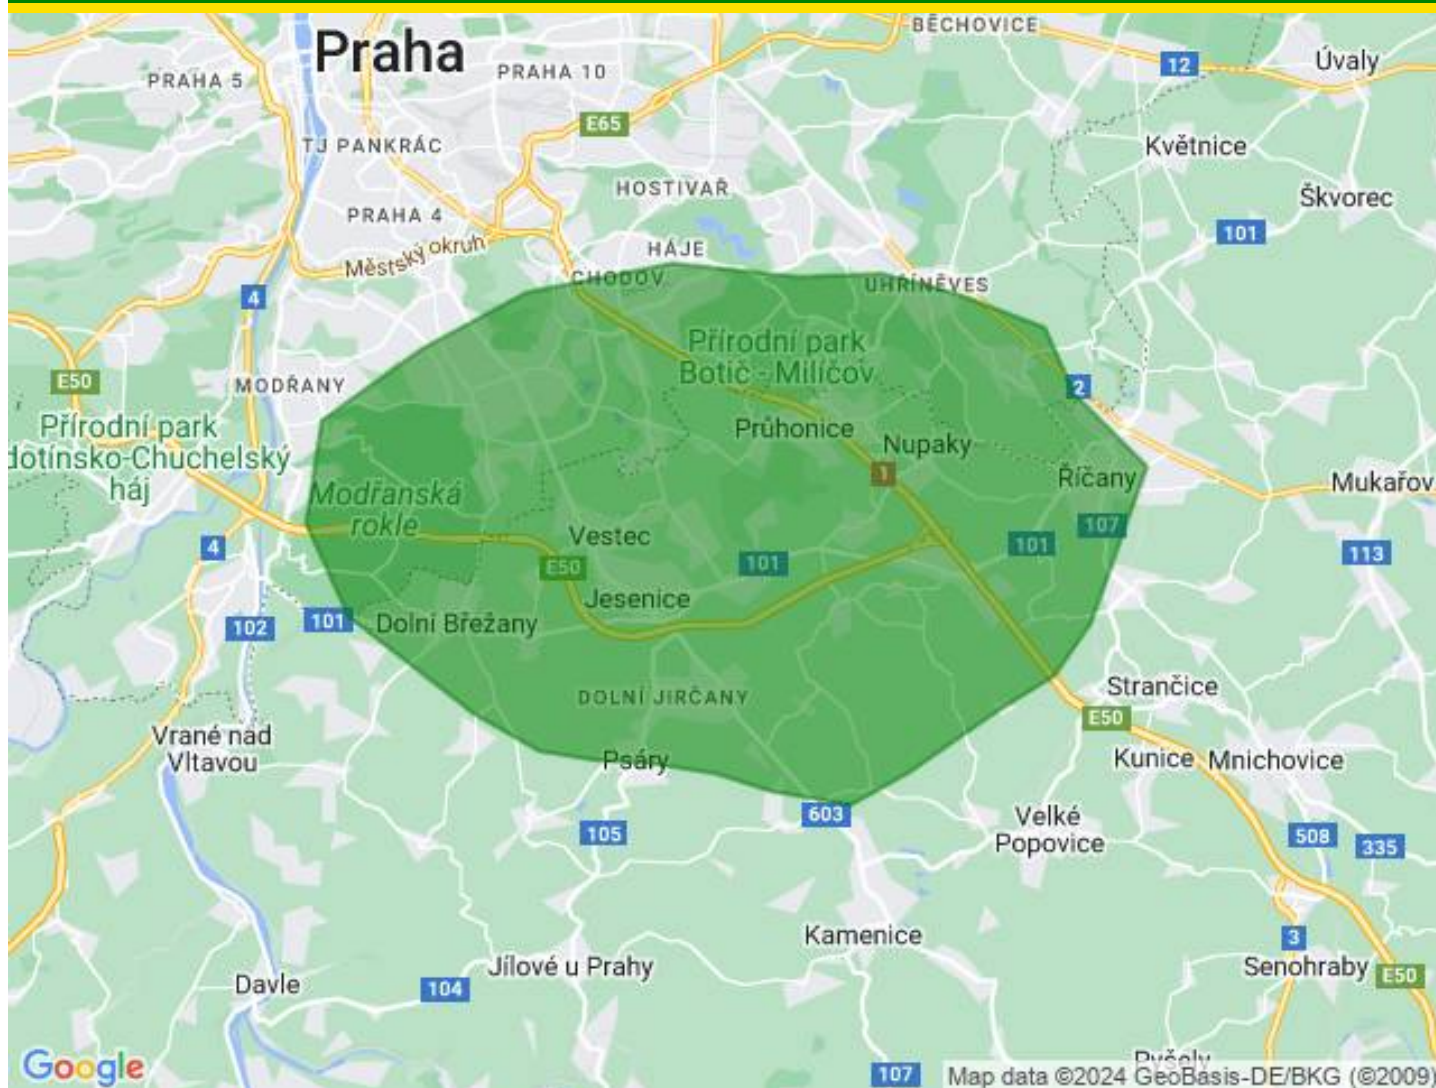 BĚCHOVICE
Praha
PRAHA 5
PRAHA 10
12
Úvaly
E65
TJ PANKRÁC
Květnice
HOSTIVAŘ
Škvorec
PRAHA 4
101
Městský okruh
HÁJE
CHODOV
UHŘÍNĚVES
4
Přírodní park
Botič - Milíčov
E50
MODŘANY
2
Přírodní park
dotínsko-Chuchelský
háj
Průhonice
Nupaky
1
Říčany
Mukařov
Modřanská
rokle
107
4
Vestec
101
101
113
E50
Jesenice
102
101
Dolní Břežany
DOLNÍ JIRČANY
Strančice
E50
Vrané nad
Vltavou
Psáry
Kunice
Mnichovice
603
Velké
Popovice
105
508
335
Kamenice
3
Jílové u Prahy
Senohraby
E50
Davle
104
Pyšely
Google
107
Map data ©2024 GeoBasis-DE/BKG (©2009)